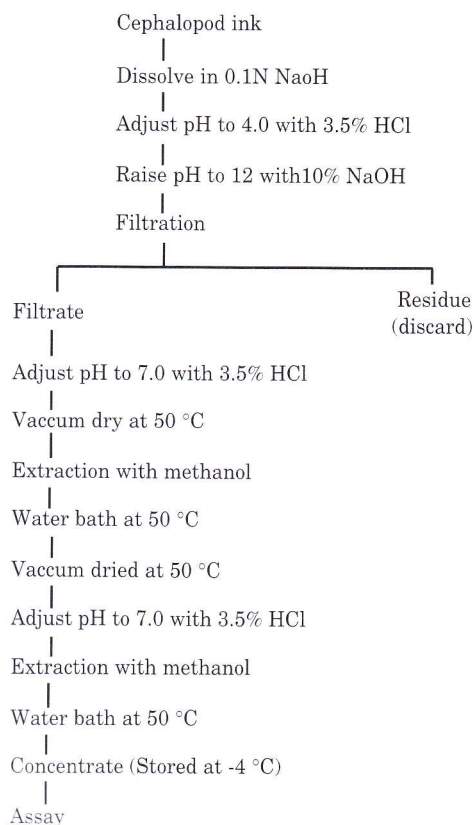 Cephalopod ink
Dissolve in 0.1N NaoH
Adjust pH to 4.0 with 3.5% HCl
Raise pH to 12 with10% NaOH
Filtration
Filtrate
Residue
(discard)
Adjust pH to 7.0 with 3.5% HCl
Vaccum dry at 50 °C
Extraction with methanol
Water bath at 50 °C
Vaccum dried at 50 °C
Adjust pH to 7.0 with 3.5% HCl
Extraction with methanol
Water bath at 50 °C
Concentrate (Stored at -4 °C)
Assay